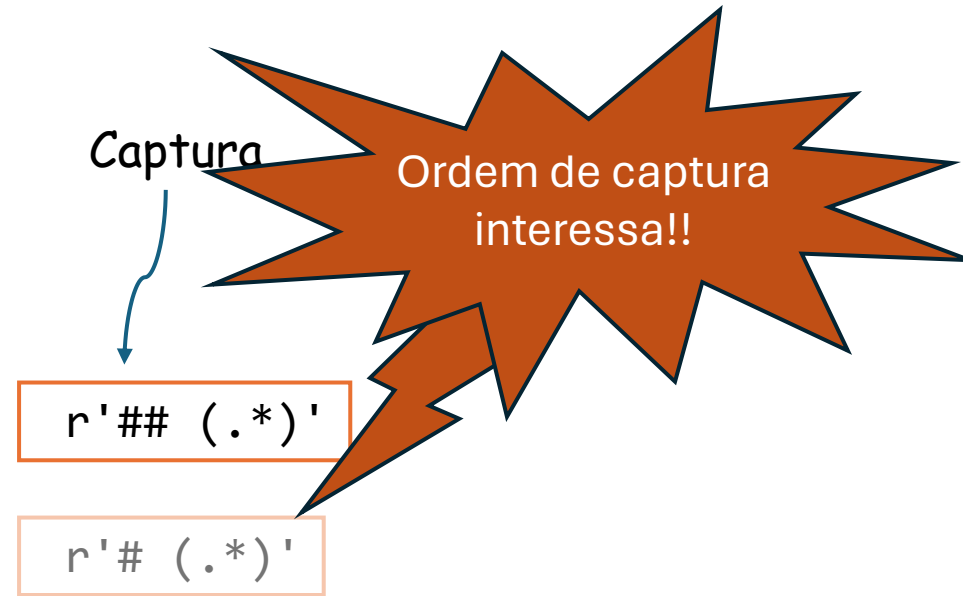 Captura
Ordem de captura
interessa!!
r'## (.*)'
r'# (.*)'